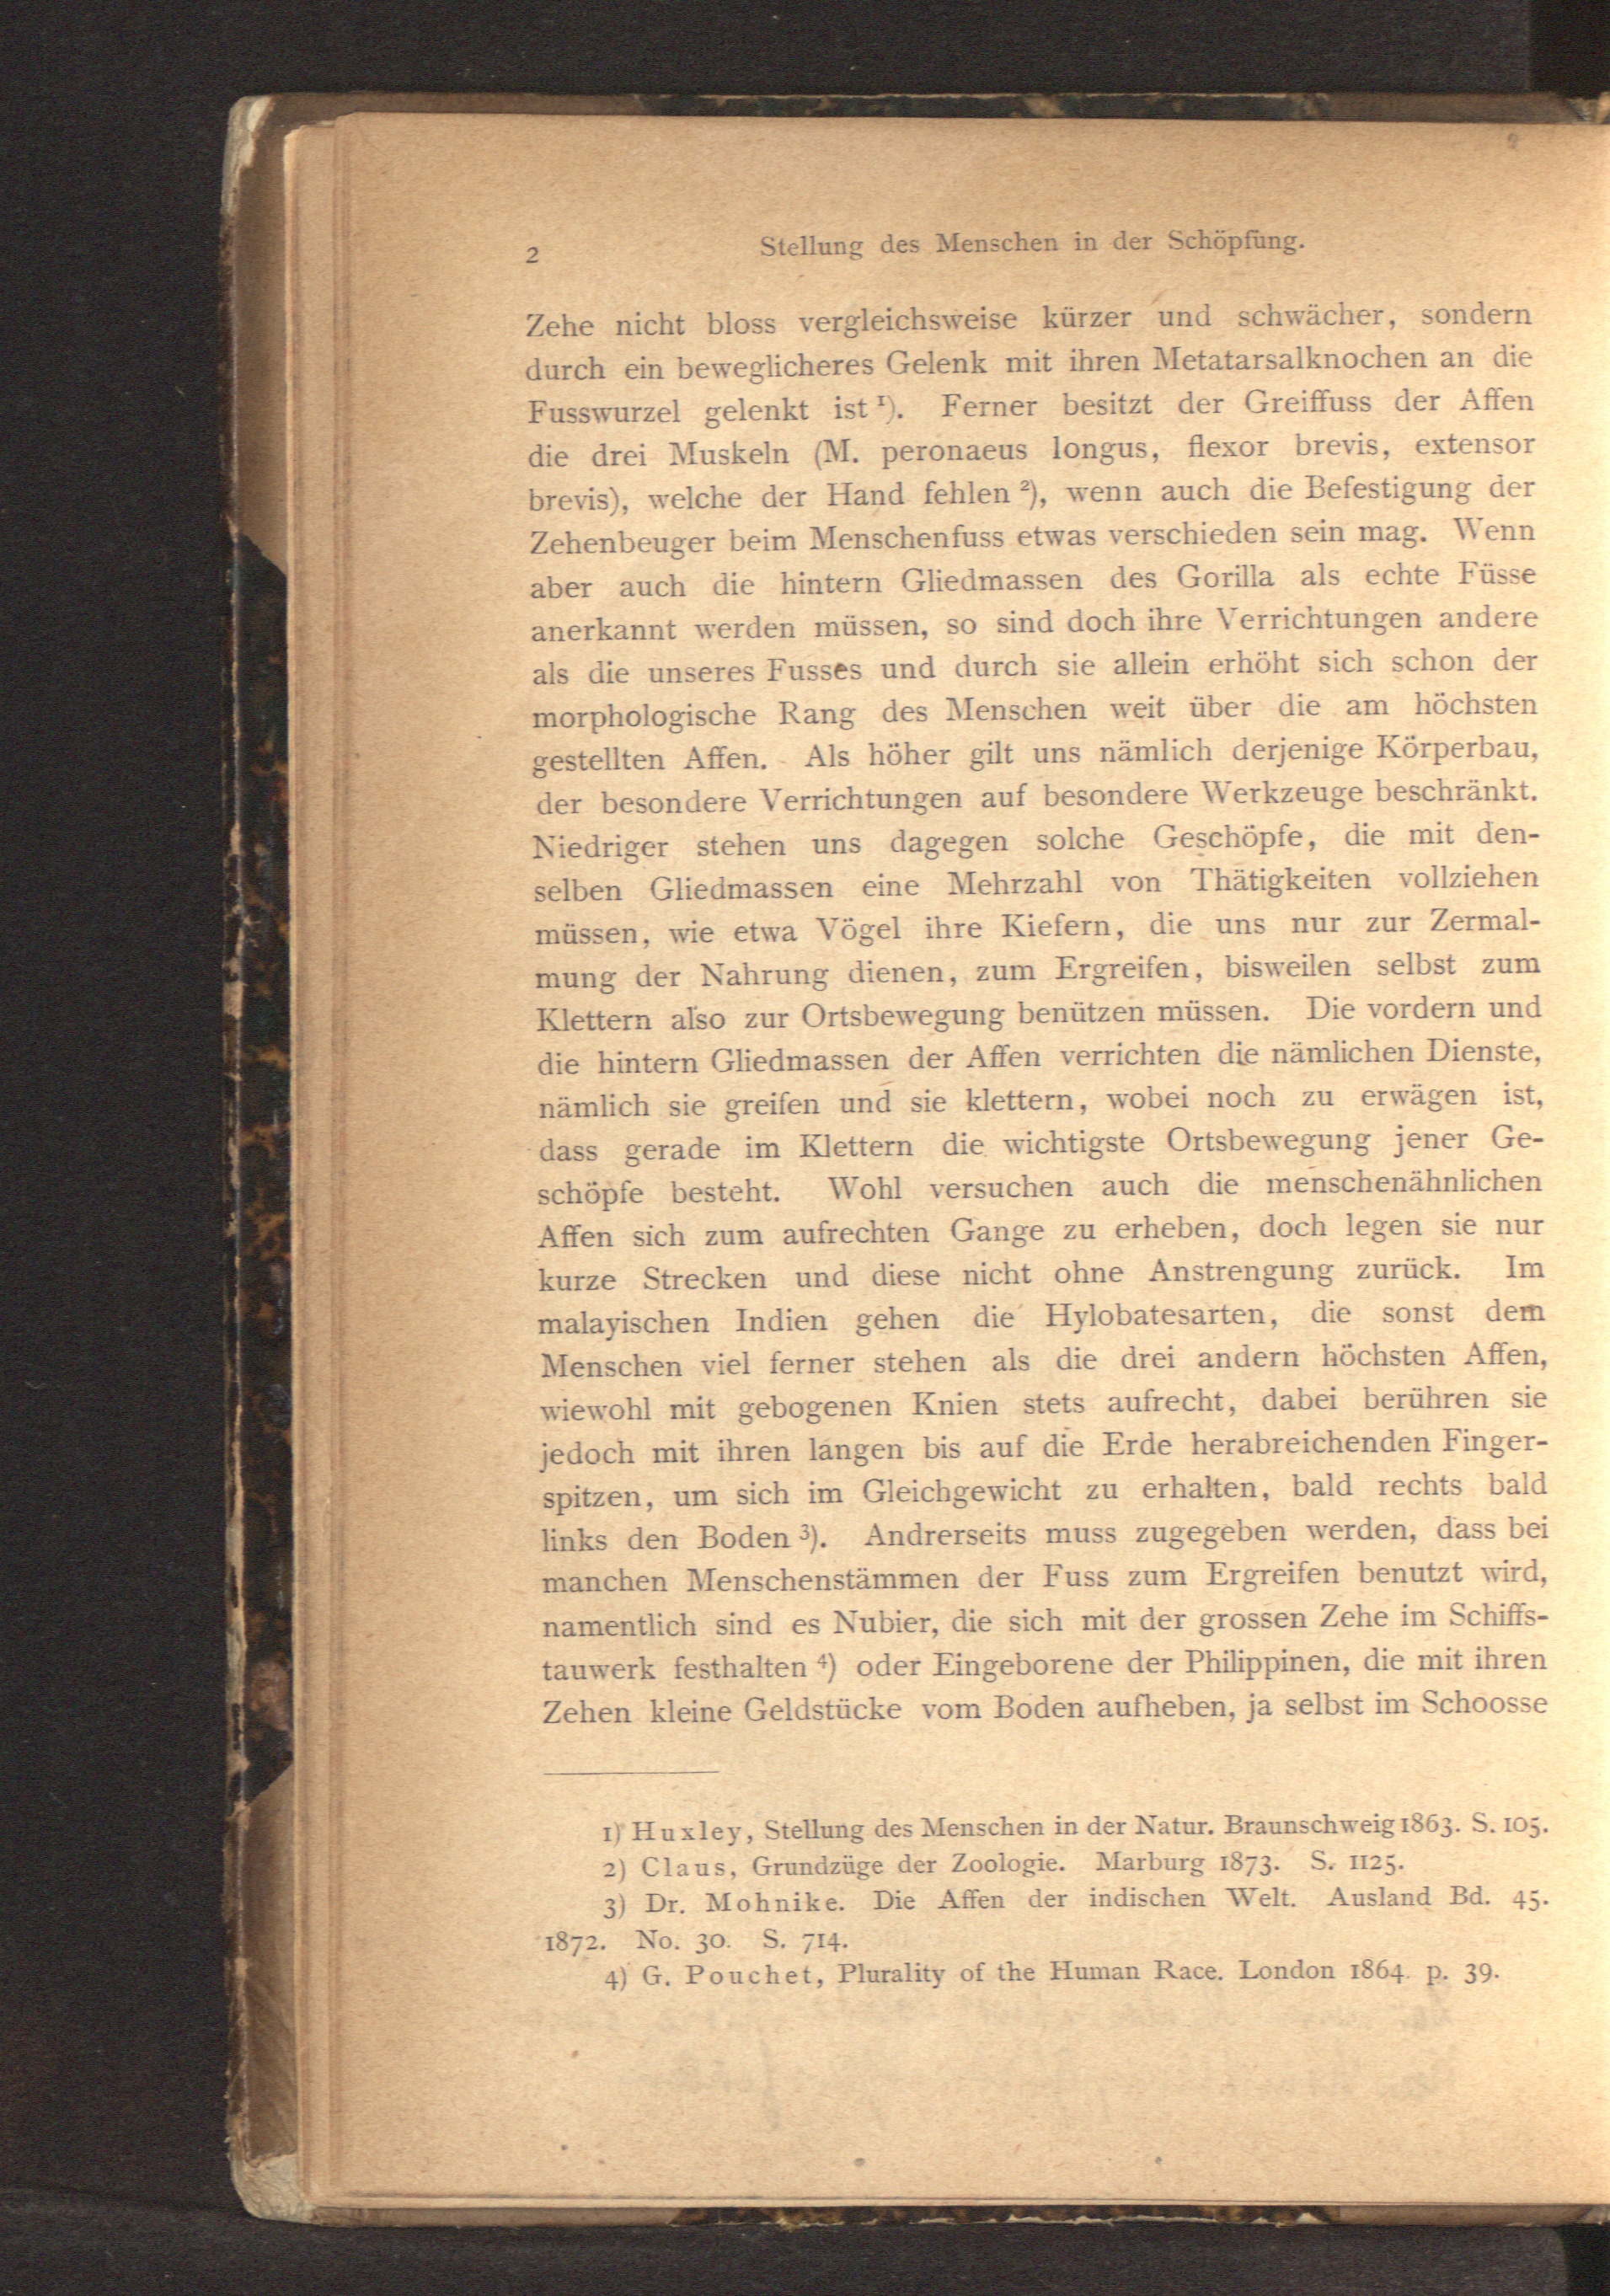 2
Stellung des Menschen in der Schöpfung.
Zehe nicht bloss vergleichsweise kürzer und schwächer, sondern
durch ein beweglicheres Gelenk mit ihren Metatarsalknochen an die
Fusswurzel gelenkt ist ¹). Ferner besitzt der Greiffuss der Affen
die drei Muskeln (M. peronaeus longus, flexor brevis, extensor
brevis), welche der Hand fehlen ²), wenn auch die Befestigung der
Zehenbeuger beim Menschenfuss etwas verschieden sein mag. Wenn
aber auch die hintern Gliedmassen des Gorilla als echte Füsse
anerkannt werden müssen, so sind doch ihre Verrichtungen andere
als die unseres Fusses und durch sie allein erhöht sich schon der
morphologische Rang des Menschen weit über die am höchsten
gestellten Affen. Als höher gilt uns nämlich derjenige Körperbau,
der besondere Verrichtungen auf besondere Werkzeuge beschränkt.
Niedriger stehen uns dagegen solche Geschöpfe, die mit den-
selben Gliedmassen eine Mehrzahl von Thätigkeiten vollziehen
müssen, wie etwa Vögel ihre Kiefern, die uns nur zur Zermal-
mung der Nahrung dienen, zum Ergreifen, bisweilen selbst zum
Klettern also zur Ortsbewegung benützen müssen. Die vordern und
die hintern Gliedmassen der Affen verrichten die nämlichen Dienste,
nämlich sie greifen und sie klettern, wobei noch zu erwägen ist,
dass gerade im Klettern die wichtigste Ortsbewegung jener Ge-
schöpfe besteht. Wohl versuchen auch die menschenähnlichen
Affen sich zum aufrechten Gange zu erheben, doch legen sie nur
kurze Strecken und diese nicht ohne Anstrengung zurück. Im
malayischen Indien gehen die Hylobatesarten, die sonst dem
Menschen viel ferner stehen als die drei andern höchsten Affen,
wiewohl mit gebogenen Knien stets aufrecht, dabei berühren sie
jedoch mit ihren langen bis auf die Erde herabreichenden Finger-
spitzen, um sich im Gleichgewicht zu erhalten, bald rechts bald
links den Boden ³). Andrerseits muss zugegeben werden, dass bei
manchen Menschenstämmen der Fuss zum Ergreifen benutzt wird,
namentlich sind es Nubier, die sich mit der grossen Zehe im Schiffs-
tauwerk festhalten ⁴) oder Eingeborene der Philippinen, die mit ihren
Zehen kleine Geldstücke vom Boden aufheben, ja selbst im Schoosse
1) Huxley, Stellung des Menschen in der Natur. Braunschweig 1863. S. 105.
2) Claus, Grundzüge der Zoologie. Marburg 1873. S. 1125.
3) Dr. Mohnike. Die Affen der indischen Welt. Ausland Bd. 45.
1872. No. 30. S. 714.
4) G. Pouchet, Plurality of the Human Race. London 1864. p. 39.